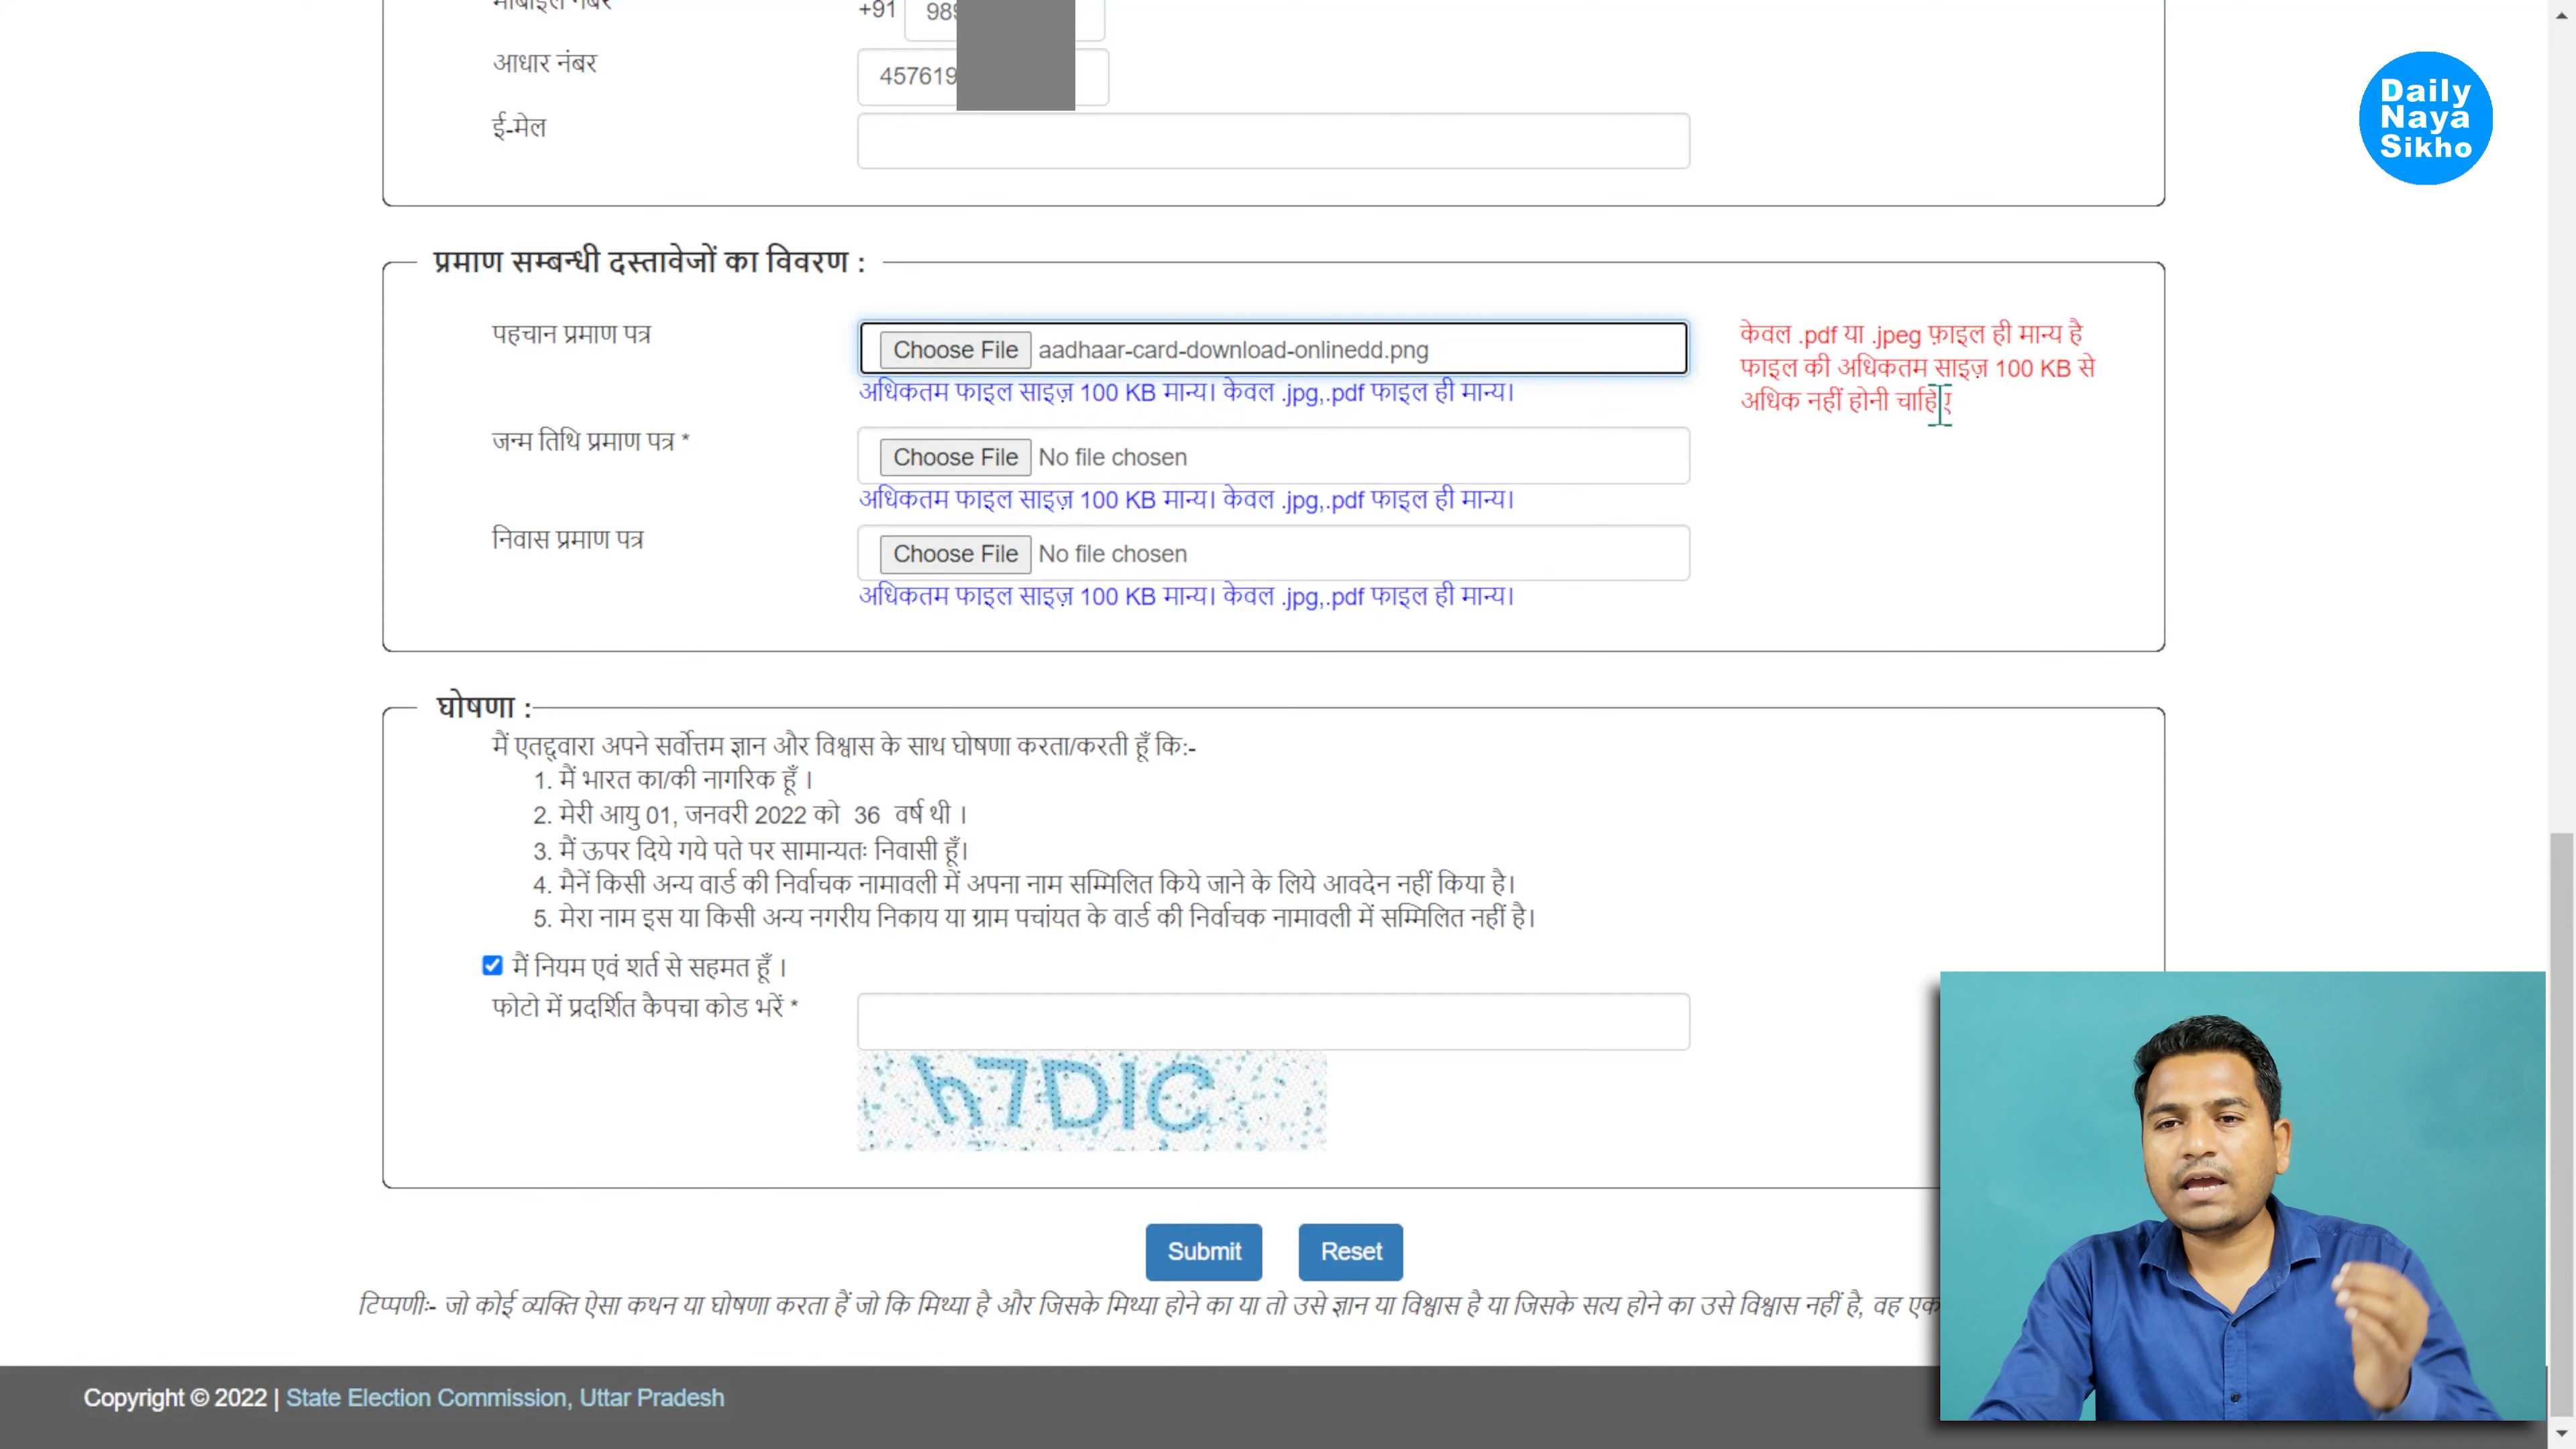 +91 989
आधार नंबर
457619
ई-मेल
Daily
Naya
Sikho
प्रमाण सम्बन्धी दस्तावेजों का विवरण :
पहचान प्रमाण पत्र
Choose File aadhaar-card-download-onlinedd.png
अधिकतम फाइल साइज़ 100 KB मान्य। केवल .jpg,.pdf फाइल ही मान्य।
केवल .pdf या .jpeg फ़ाइल ही मान्य है
फाइल की अधिकतम साइज़ 100 KB से
अधिक नहीं होनी चाहिए
जन्म तिथि प्रमाण पत्र *
Choose File No file chosen
अधिकतम फाइल साइज़ 100 KB मान्य। केवल .jpg,.pdf फाइल ही मान्य।
निवास प्रमाण पत्र
Choose File No file chosen
अधिकतम फाइल साइज़ 100 KB मान्य। केवल .jpg,.pdf फाइल ही मान्य।
घोषणा :
मैं एतद्द्वारा अपने सर्वोत्तम ज्ञान और विश्वास के साथ घोषणा करता/करती हूँ कि:-
1. मैं भारत का/की नागरिक हूँ ।
2. मेरी आयु 01, जनवरी 2022 को 36 वर्ष थी ।
3. मैं ऊपर दिये गये पते पर सामान्यतः निवासी हूँ।
4. मैनें किसी अन्य वार्ड की निर्वाचक नामावली में अपना नाम सम्मिलित किये जाने के लिये आवदेन नहीं किया है।
5. मेरा नाम इस या किसी अन्य नगरीय निकाय या ग्राम पचांयत के वार्ड की निर्वाचक नामावली में सम्मिलित नहीं है।
मैं नियम एवं शर्त से सहमत हूँ ।
फोटो में प्रदर्शित कैपचा कोड भरें *
h7DIC
Submit Reset
टिप्पणीः- जो कोई व्यक्ति ऐसा कथन या घोषणा करता हैं जो कि मिथ्या है और जिसके मिथ्या होने का या तो उसे ज्ञान या विश्वास है या जिसके सत्य होने का उसे विश्वास नहीं है, वह एक
Copyright © 2022 | State Election Commission, Uttar Pradesh